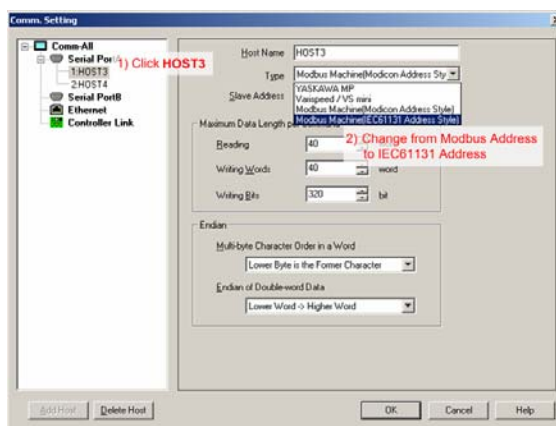 Comm. Setting
Comm-All
Serial PortA
1:HOST3
2:HOST4
Serial PortB
Ethernet
Controller Link
1) Click HOST3
Host Name
HOST3
Type
Modbus Machine(Modicon Address Sty
YASKAWA MP
Varispeed / VS mini
Modbus Machine(Modicon Address Style)
Modbus Machine(IEC61131 Address Style)
Slave Address
Maximum Data Length
2) Change from Modbus Address
to IEC61131 Address
Reading
40
Writing Words
40
word
Writing Bits
320
bit
Endian
Multi-byte Character Order in a Word
Lower Byte is the Former Character
Endian of Double-word Data
Lower Word -> Higher Word
Add Host
Delete Host
OK
Cancel
Help